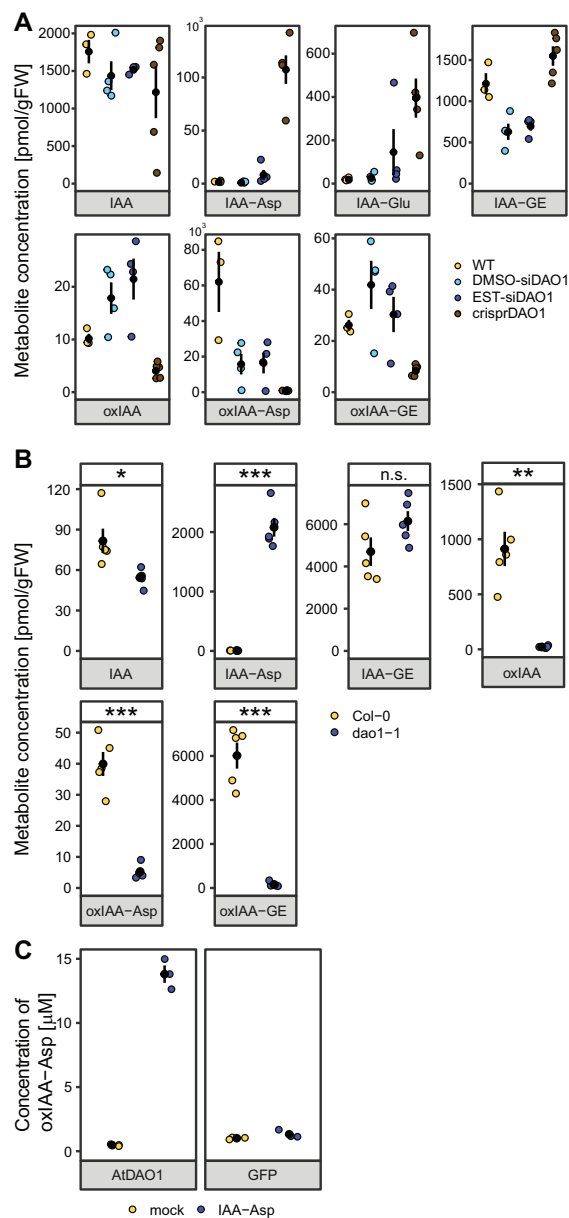 A
Metabolite concentration [pmol/gFW]
2000
1750
1500
1250
1000
750
500
250
0
IAA
10³
100
0
IAA−Asp
600
400
200
0
IAA−Glu
1500
1000
500
0
IAA−GE
20
10
0
oxIAA
10³
80
60
40
20
0
oxIAA−Asp
60
40
20
0
oxIAA−GE
WT
DMSO-siDAO1
EST-siDAO1
crisprDAO1
B
Metabolite concentration [pmol/gFW]
*
120
90
60
30
0
IAA
***
2000
1000
0
IAA−Asp
n.s.
6000
4000
2000
0
IAA−GE
**
1500
1000
500
0
oxIAA
***
50
40
30
20
10
0
oxIAA−Asp
***
6000
4000
2000
0
oxIAA−GE
Col−0
dao1−1
C
Concentration of
oxIAA−Asp [µM]
15
10
5
0
AtDAO1
GFP
mock
IAA−Asp